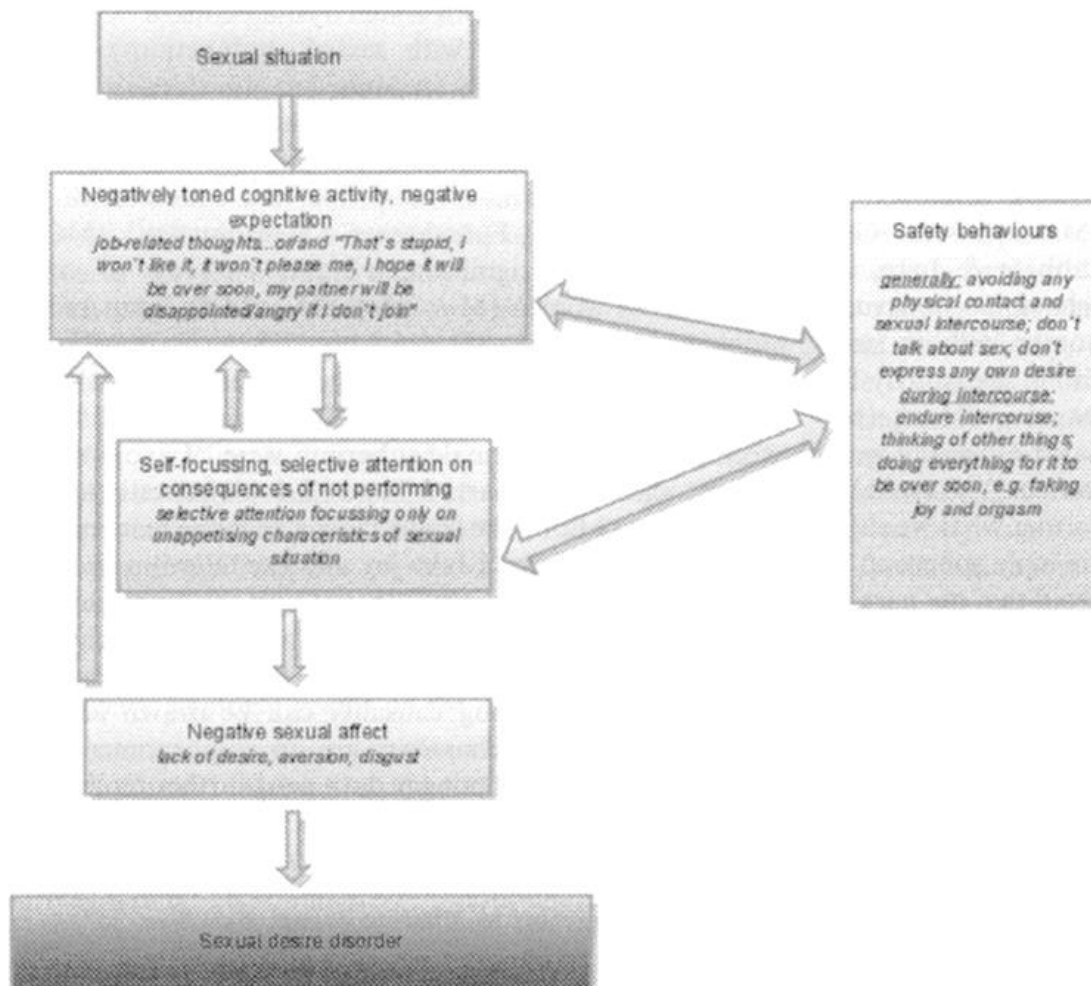 Sexual situation
Negatively toned cognitive activity, negative
expectation
job-related thoughts...or/and "That's stupid, I
won't like it, it won't please me, I hope it will
be over soon, my partner will be
disappointed/angry if I don't join"
Self-focussing, selective attention on
consequences of not performing
selective attention focussing only on
unappetising characteristics of sexual
situation
Negative sexual affect
lack of desire, aversion, disgust
Sexual desire disorder
Safety behaviours
generally: avoiding any
physical contact and
sexual intercourse; don't
talk about sex; don't
express any own desire
during intercourse:
endure intercoruse;
thinking of other things;
doing everything for it to
be over soon, e.g. faking
joy and orgasm